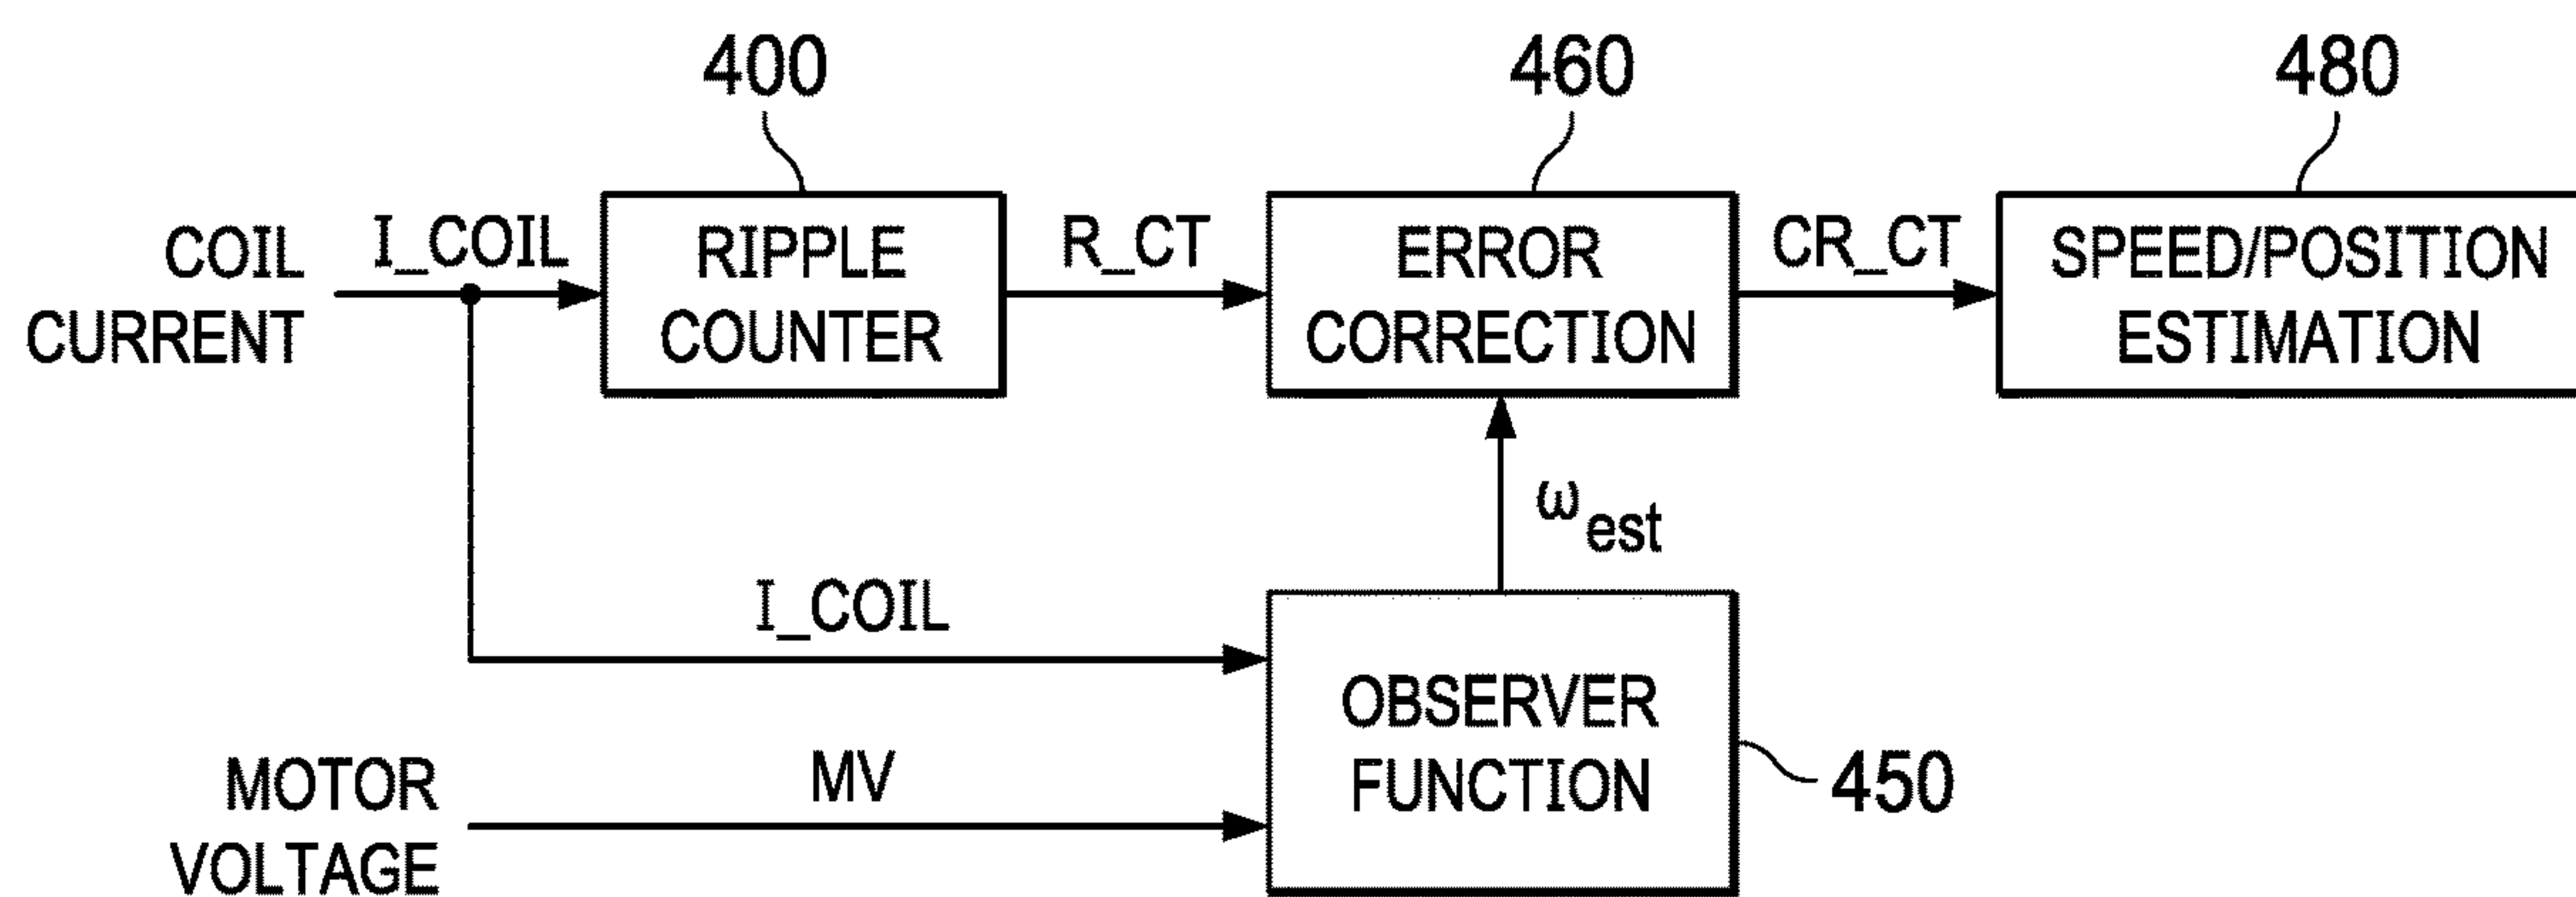 400
460
480
COIL
CURRENT
I_COIL
RIPPLE
COUNTER
R_CT
ERROR
CORRECTION
CR_CT
SPEED/POSITION
ESTIMATION
ωest
I_COIL
MOTOR
VOLTAGE
MV
OBSERVER
FUNCTION
450